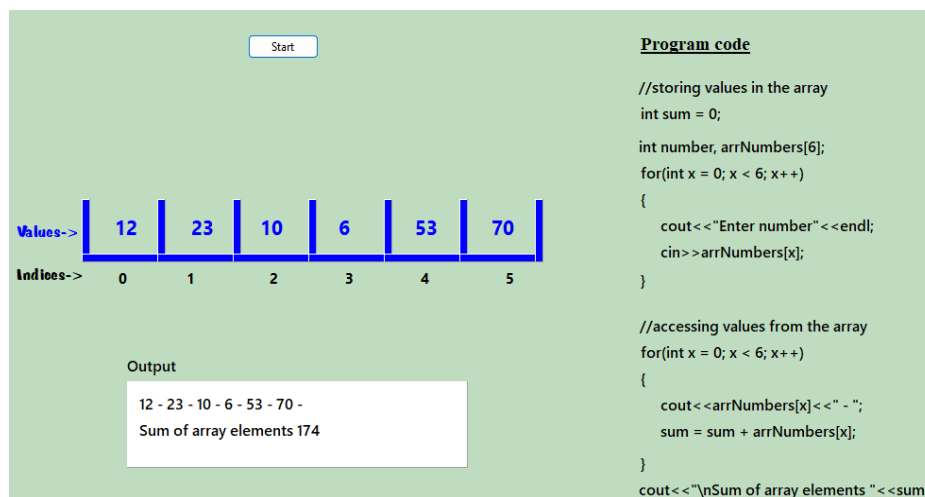 Start
Values-> 12 23 10 6 53 70
Indices-> 0 1 2 3 4 5
Output
12 - 23 - 10 - 6 - 53 - 70 -
Sum of array elements 174
Program code
//storing values in the array
int sum = 0;
int number, arrNumbers[6];
for(int x = 0; x < 6; x++)
{
cout<<"Enter number"<<endl;
cin>>arrNumbers[x];
}
//accessing values from the array
for(int x = 0; x < 6; x++)
{
cout<<arrNumbers[x]<<" - ";
sum = sum + arrNumbers[x];
}
cout<<"\nSum of array elements "<<sum